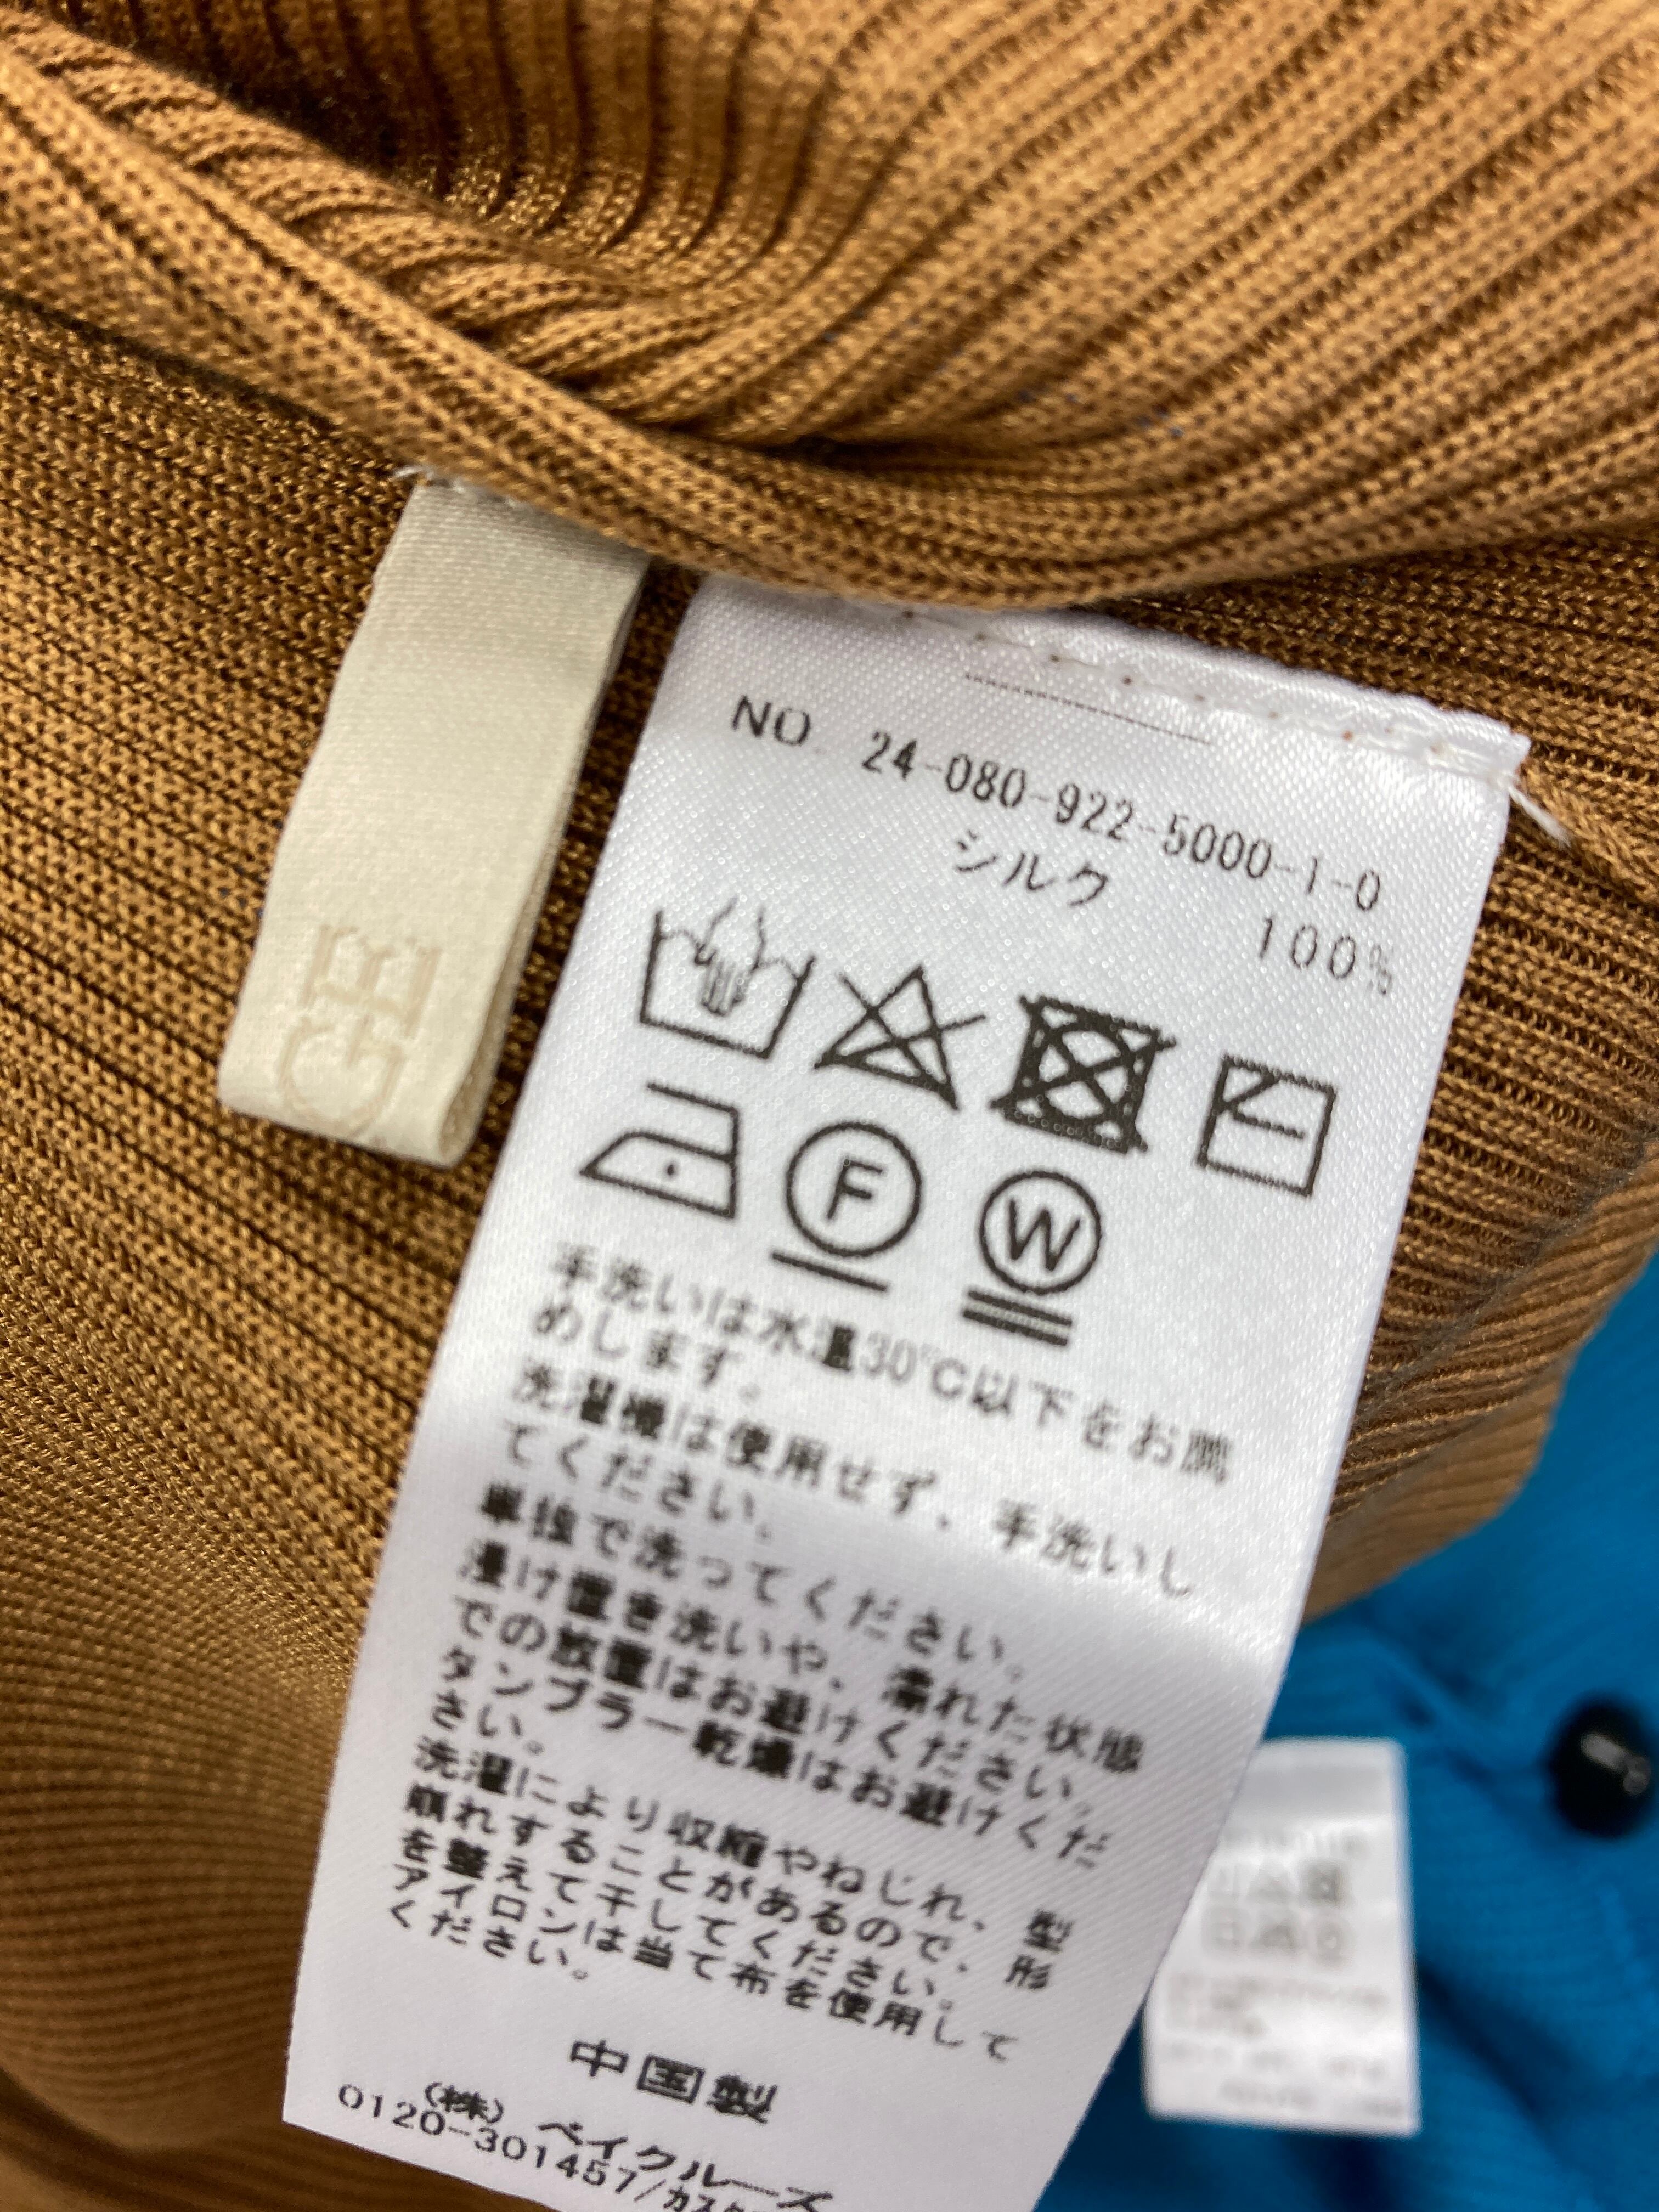 GE
NO 24-080-922-5000-1-0
シルク 100%
F
W
手洗いは水温30℃以下をお薦
めします。
洗濯機は使用せず、手洗いし
てください。
単独で洗ってください。
浸け置き洗いや、濡れた状態
での放置はお避けください。
タンブラー乾燥はお避けくだ
さい。
洗濯により収縮やねじれ、型
崩れすることがあるので、形
を整えて干してください。
アイロンは当て布を使用して
ください。
中国製
(株) ベイクルーズ
0120-301457/カスタ